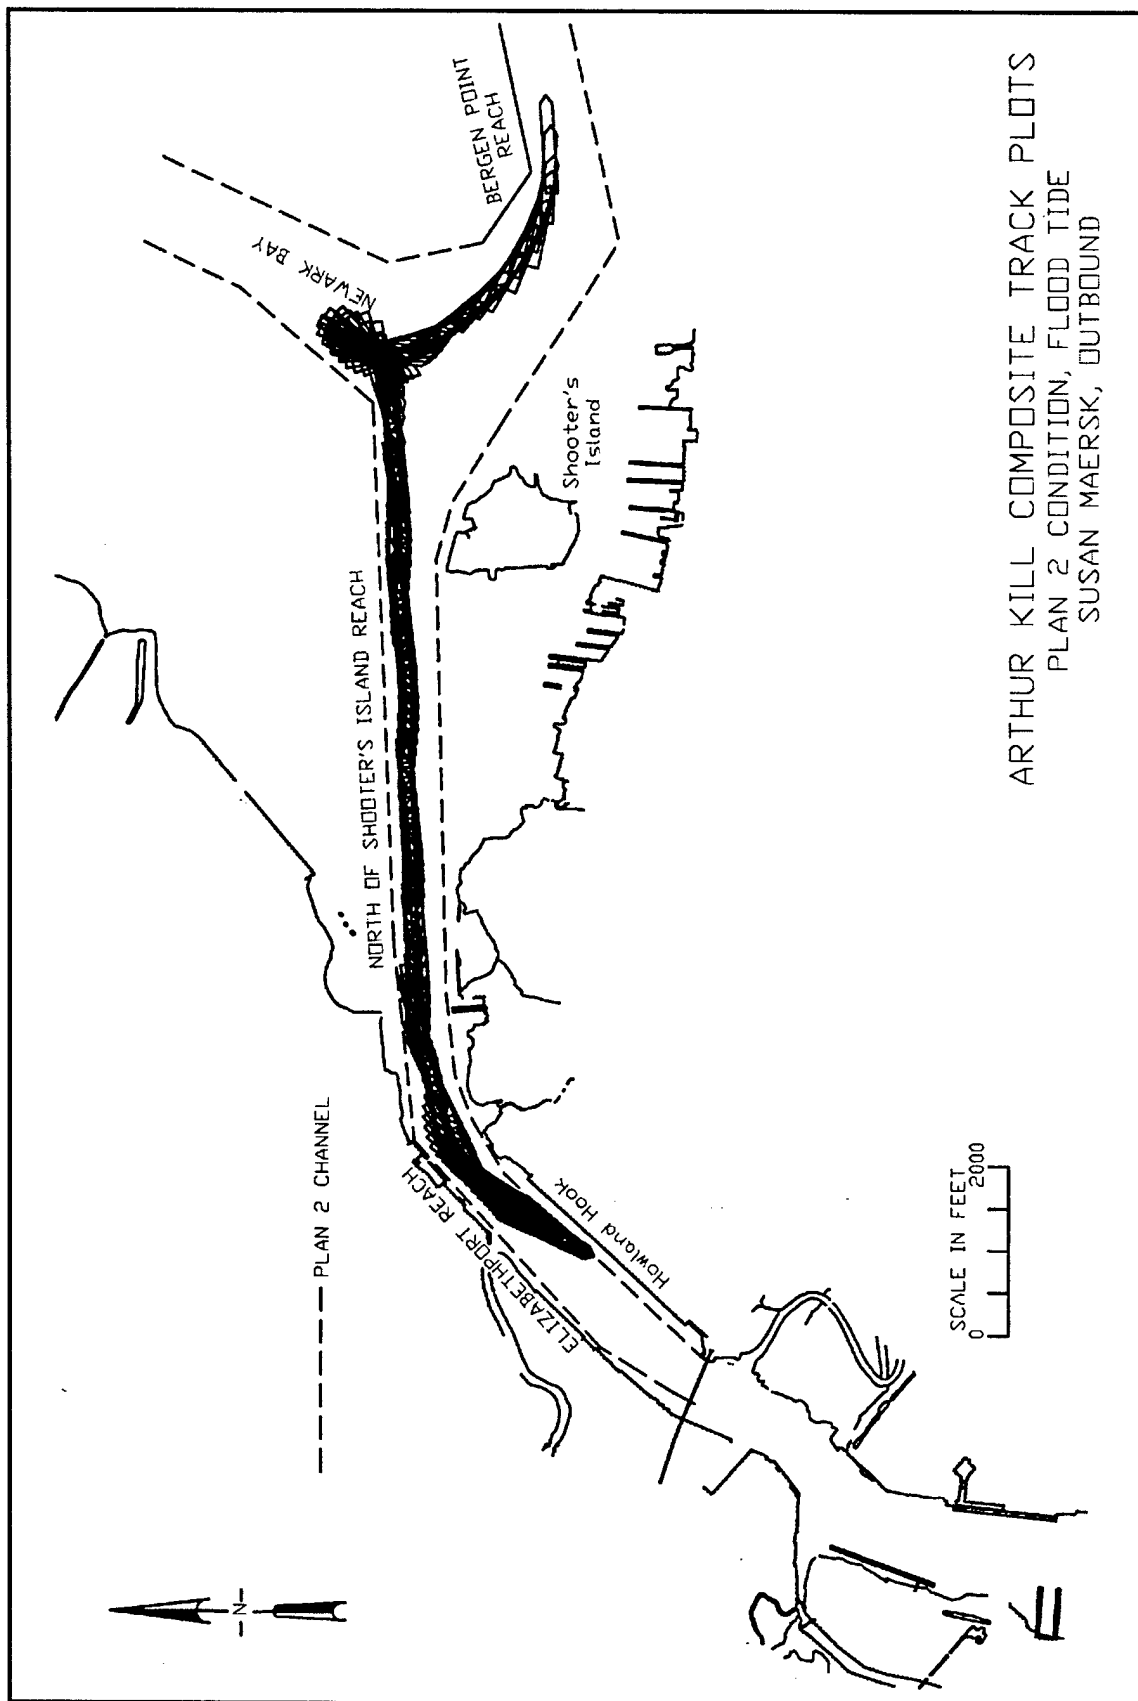 BERGEN POINT
REACH
NEWARK BAY
Shooter's
Island
NORTH OF SHOOTER'S ISLAND REACH
PLAN 2 CHANNEL
ELIZABETHPORT REACH
Howland Hook
SCALE IN FEET
0 2000
-N-
ARTHUR KILL COMPOSITE TRACK PLOTS
PLAN 2 CONDITION, FLOOD TIDE
SUSAN MAERSK, OUTBOUND